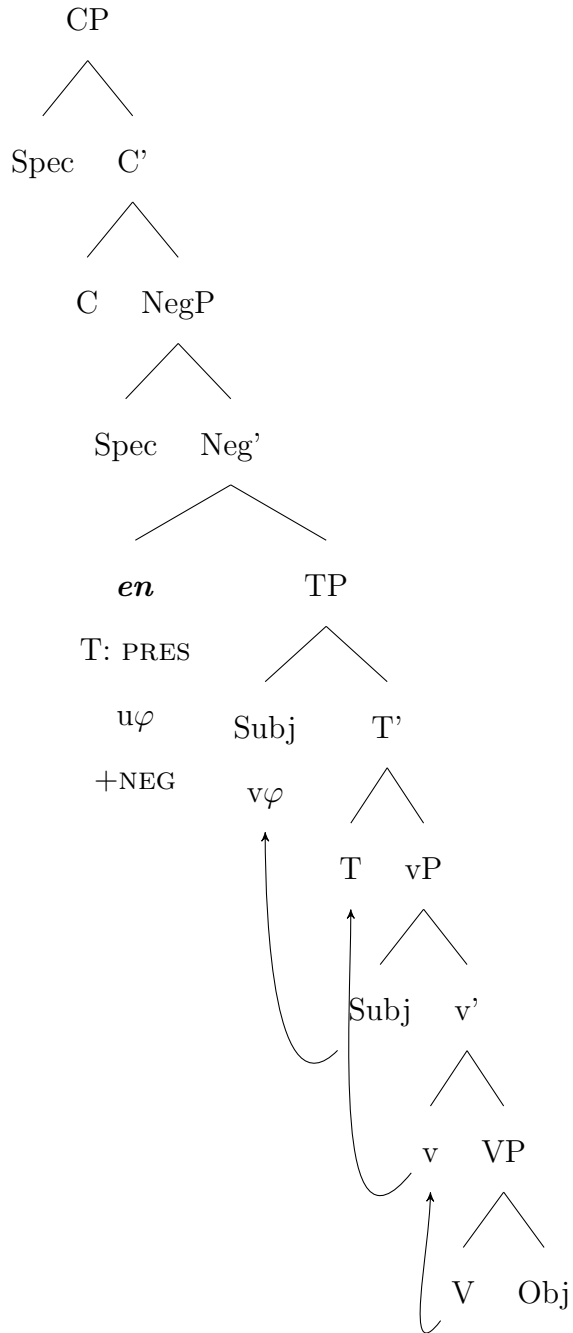 CP
Spec C’
C NegP
Spec Neg’
en TP
T: PRES
uφ Subj T’
+NEG vφ
T vP
Subj v’
v VP
V Obj